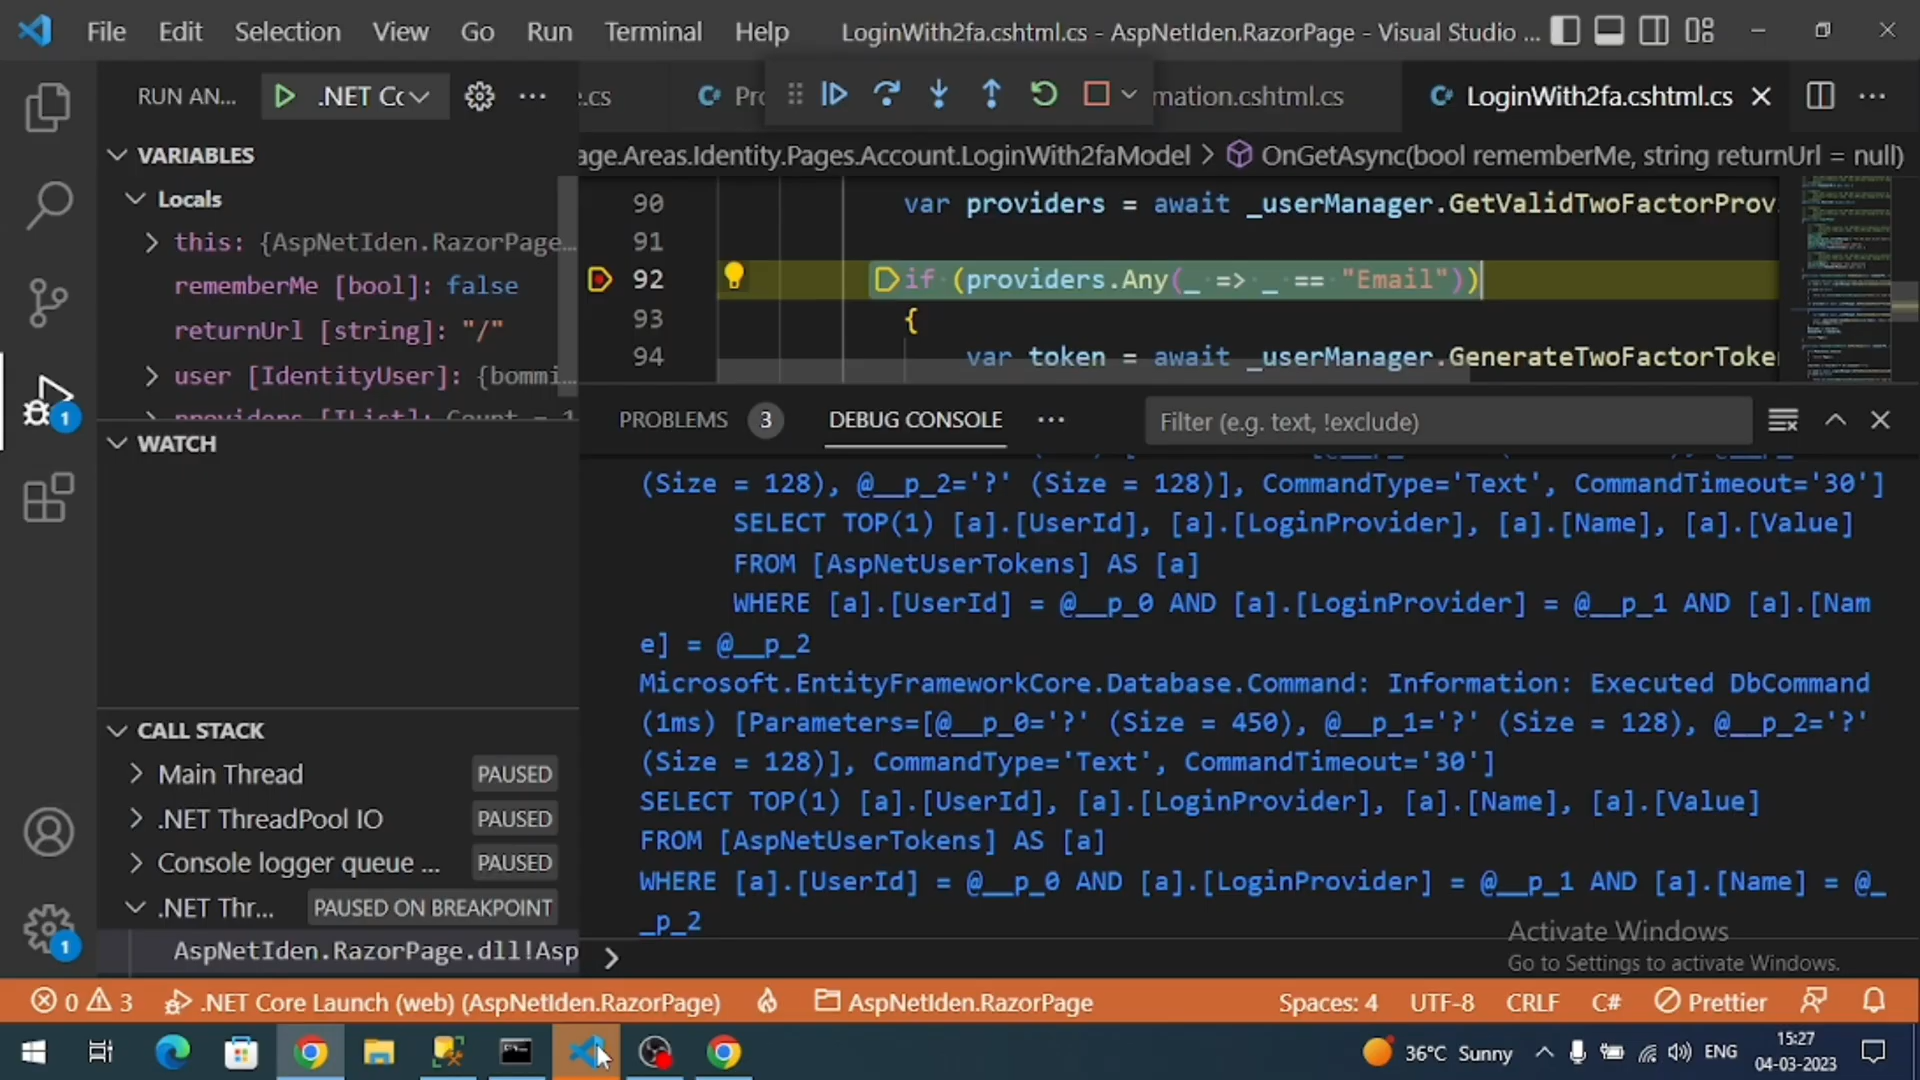 File Edit Selection View Go Run Terminal Help LoginWith2fa.cshtml.cs - AspNetIden.RazorPage - Visual Studio ...
RUN AN... .NET Cc ... .cs Prc mation.cshtml.cs LoginWith2fa.cshtml.cs
age.Areas.Identity.Pages.Account.LoginWith2faModel > OnGetAsync(bool rememberMe, string returnUrl = null)
VARIABLES
Locals
this: {AspNetIden.RazorPage...
rememberMe [bool]: false
returnUrl [string]: "/"
user [IdentityUser]: {bommi...
providers [IList]: Count = 1
WATCH
CALL STACK
Main Thread PAUSED
.NET ThreadPool IO PAUSED
Console logger queue ... PAUSED
.NET Thr... PAUSED ON BREAKPOINT
AspNetIden.RazorPage.dll!Asp
90 var providers = await _userManager.GetValidTwoFactorProv
91
92 if (providers.Any(_ => _ == "Email"))
93 {
94 var token = await _userManager.GenerateTwoFactorToke
PROBLEMS 3 DEBUG CONSOLE ... Filter (e.g. text, !exclude)
(Size = 128), @__p_2='?' (Size = 128)], CommandType='Text', CommandTimeout='30']
SELECT TOP(1) [a].[UserId], [a].[LoginProvider], [a].[Name], [a].[Value]
FROM [AspNetUserTokens] AS [a]
WHERE [a].[UserId] = @__p_0 AND [a].[LoginProvider] = @__p_1 AND [a].[Nam
e] = @__p_2
Microsoft.EntityFrameworkCore.Database.Command: Information: Executed DbCommand
(1ms) [Parameters=[@__p_0='?' (Size = 450), @__p_1='?' (Size = 128), @__p_2='?'
(Size = 128)], CommandType='Text', CommandTimeout='30']
SELECT TOP(1) [a].[UserId], [a].[LoginProvider], [a].[Name], [a].[Value]
FROM [AspNetUserTokens] AS [a]
WHERE [a].[UserId] = @__p_0 AND [a].[LoginProvider] = @__p_1 AND [a].[Name] = @_
_p_2
Activate Windows
Go to Settings to activate Windows.
1
1
0 3 .NET Core Launch (web) (AspNetIden.RazorPage) AspNetIden.RazorPage Spaces: 4 UTF-8 CRLF C# Prettier
36°C Sunny ENG 15:27
04-03-2023